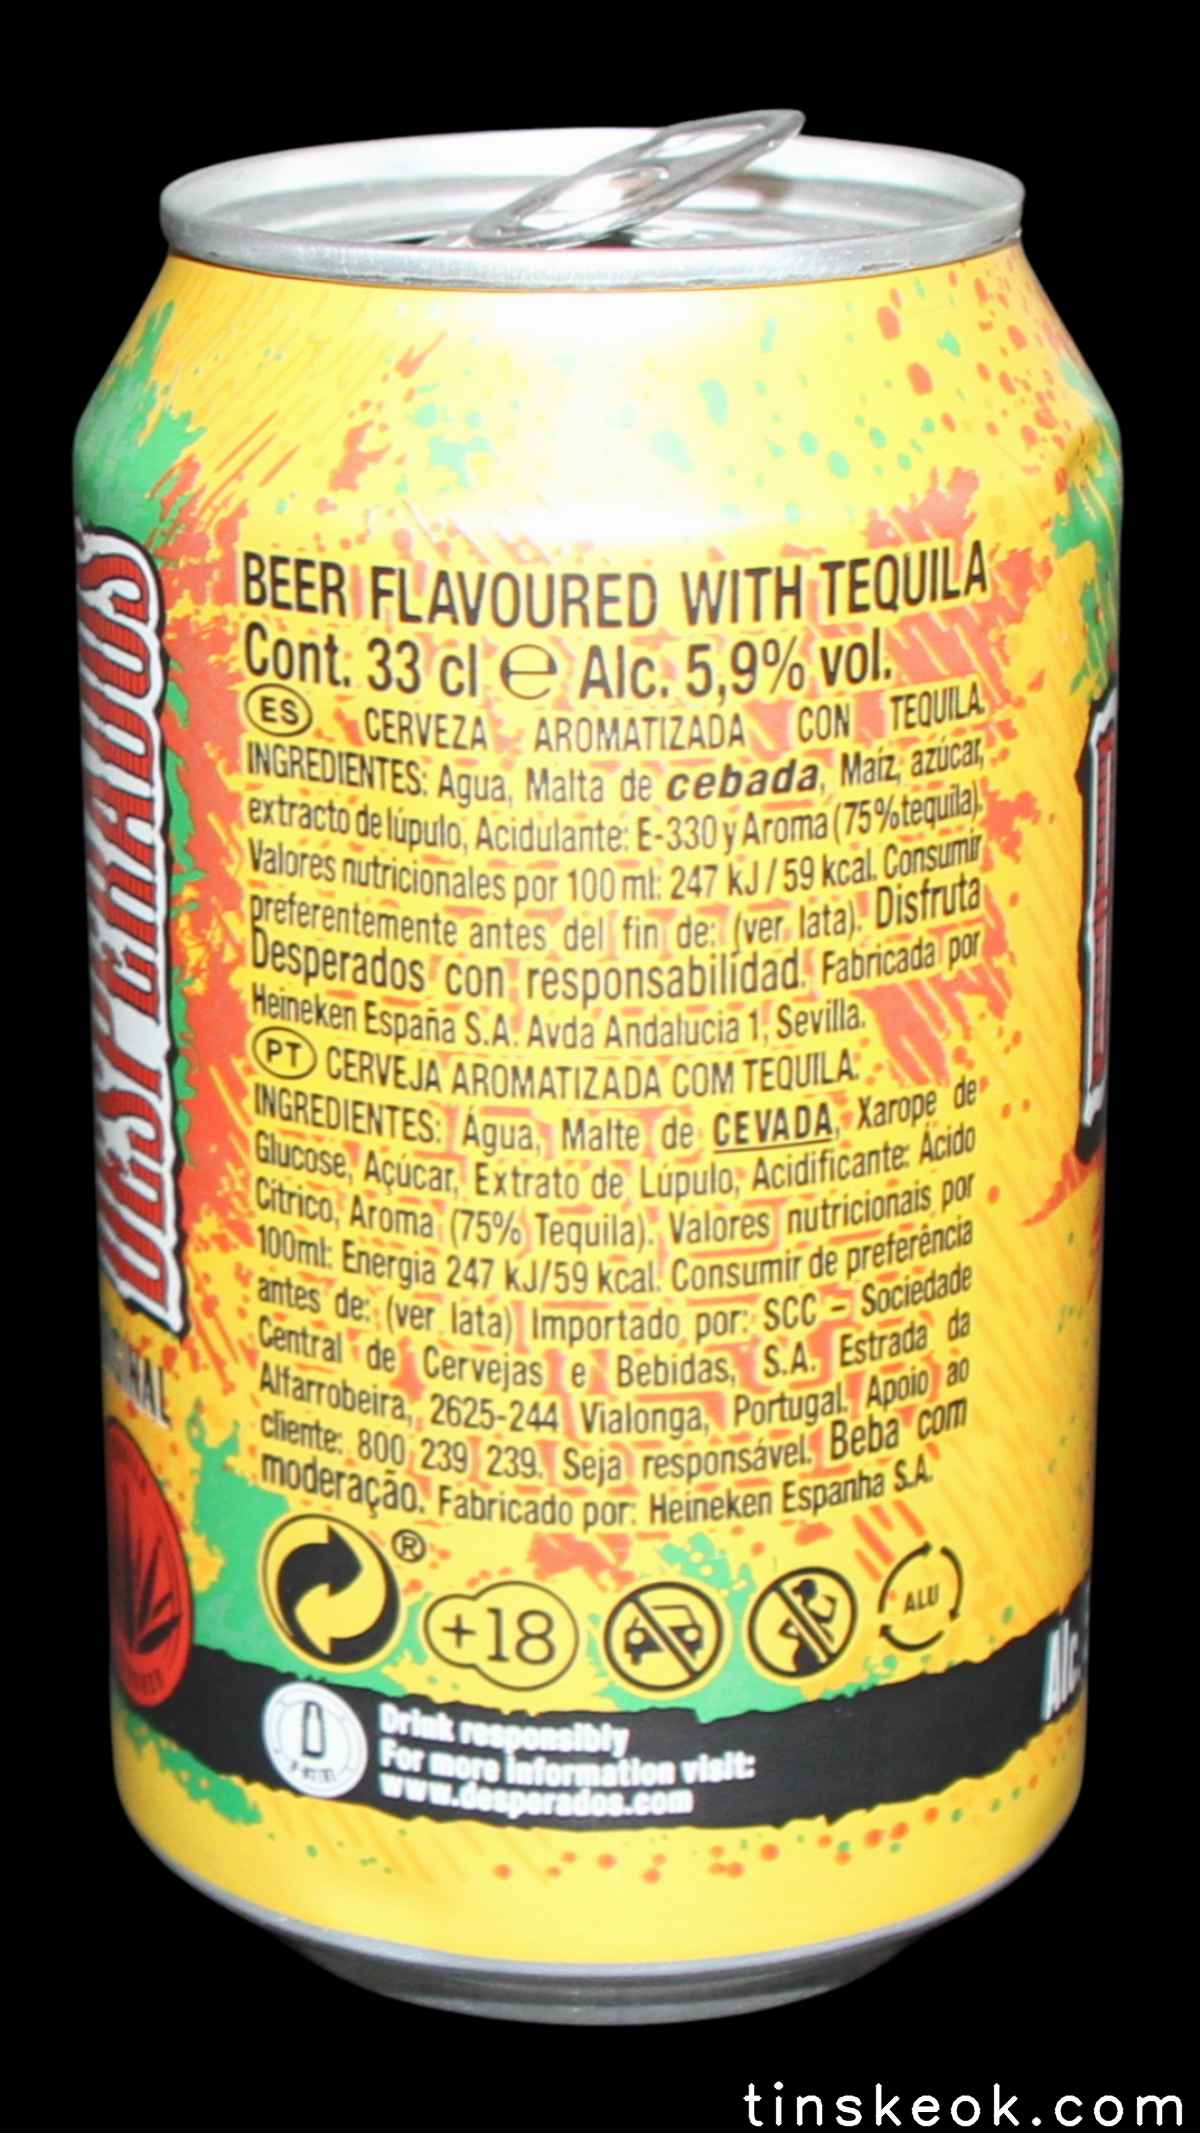 BEER FLAVOURED WITH TEQUILA
Cont. 33 cl ℮ Alc. 5,9% vol.
ES CERVEZA AROMATIZADA CON TEQUILA.
INGREDIENTES: Agua, Malta de cebada, Maíz, azúcar,
extracto de lúpulo, Acidulante: E-330 y Aroma (75% tequila).
Valores nutricionales por 100 ml: 247 kJ / 59 kcal. Consumir
preferentemente antes del fin de: (ver lata). Disfruta
Desperados con responsabilidad. Fabricada por
Heineken España S.A. Avda Andalucia 1, Sevilla.
PT CERVEJA AROMATIZADA COM TEQUILA.
INGREDIENTES: Água, Malte de CEVADA, Xarope de
Glucose, Açúcar, Extrato de Lúpulo, Acidificante: Ácido
Cítrico, Aroma (75% Tequila). Valores nutricionais por
100ml: Energia 247 kJ/59 kcal. Consumir de preferência
antes de: (ver lata) Importado por: SCC – Sociedade
Central de Cervejas e Bebidas, S.A. Estrada da
Alfarrobeira, 2625-244 Vialonga, Portugal. Apoio ao
cliente: 800 239 239. Seja responsável. Beba com
moderação. Fabricado por: Heineken Espanha S.A.
®
+18
ALU
Drink responsibly
For more information visit:
www.desperados.com
DESPERADOS
Alc.
tinskeok.com